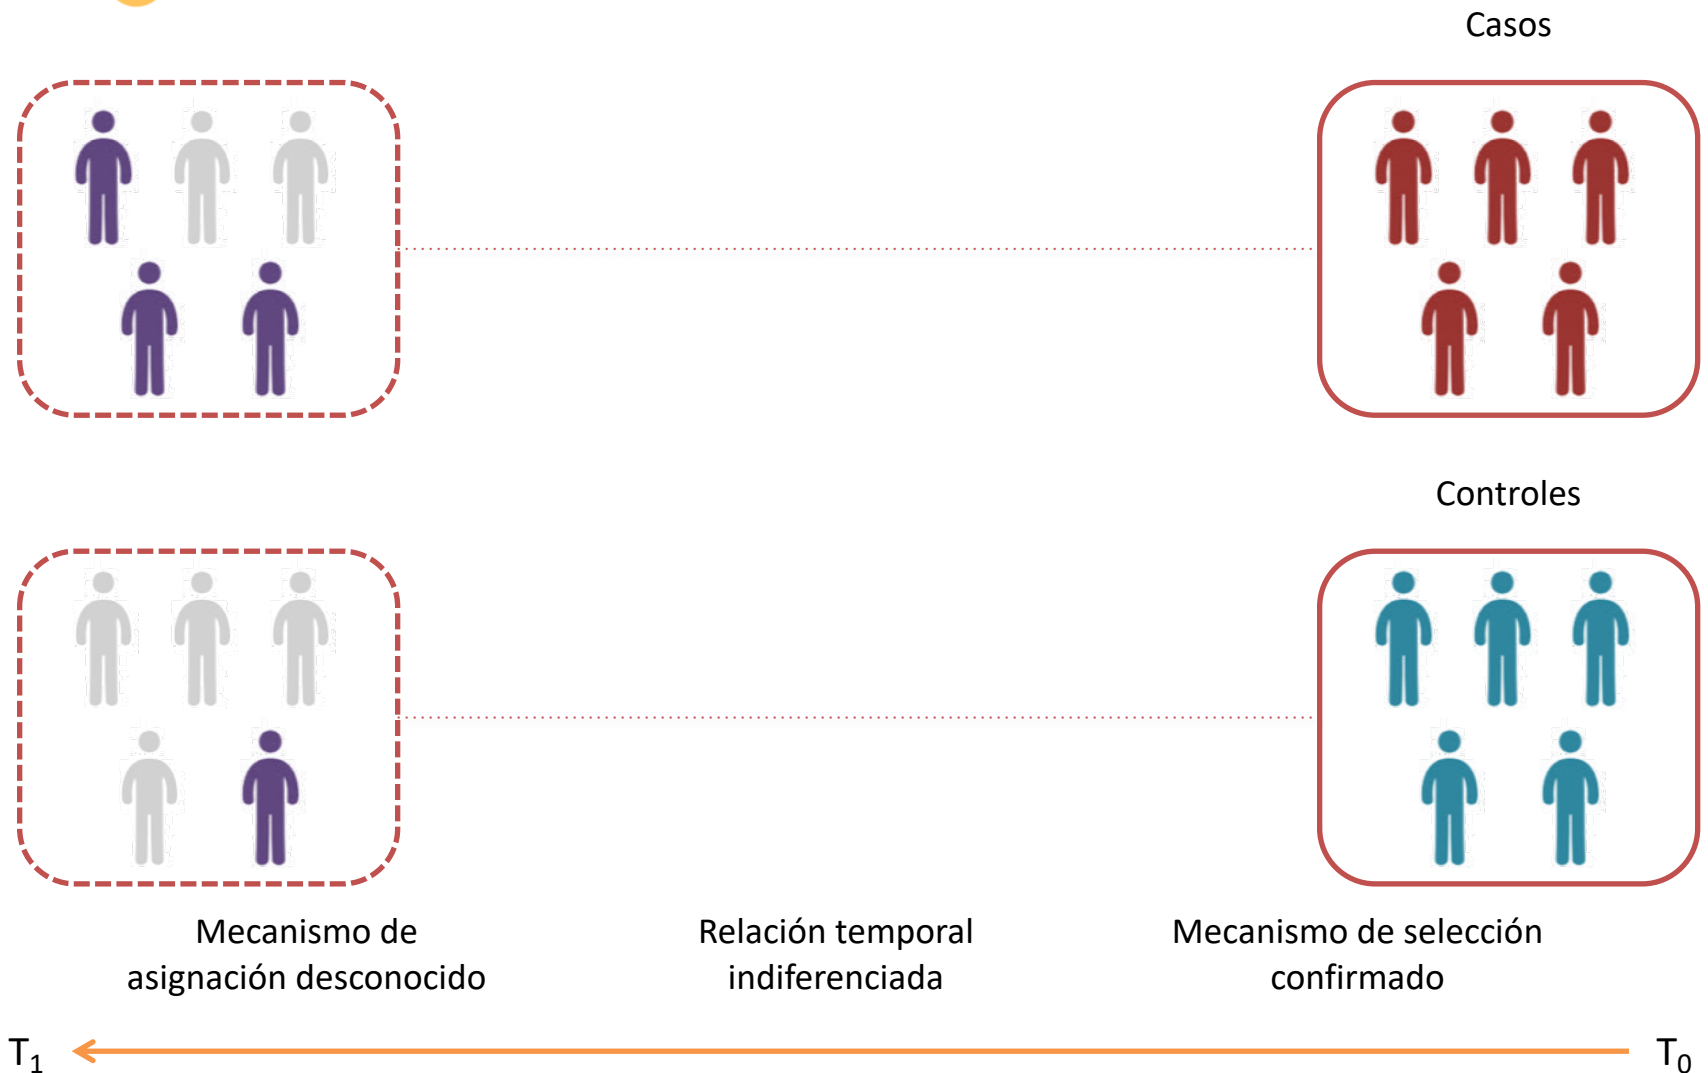 Casos
Controles
Mecanismo de
asignación desconocido
Relación temporal
indiferenciada
Mecanismo de selección
confirmado
T₁
T₀